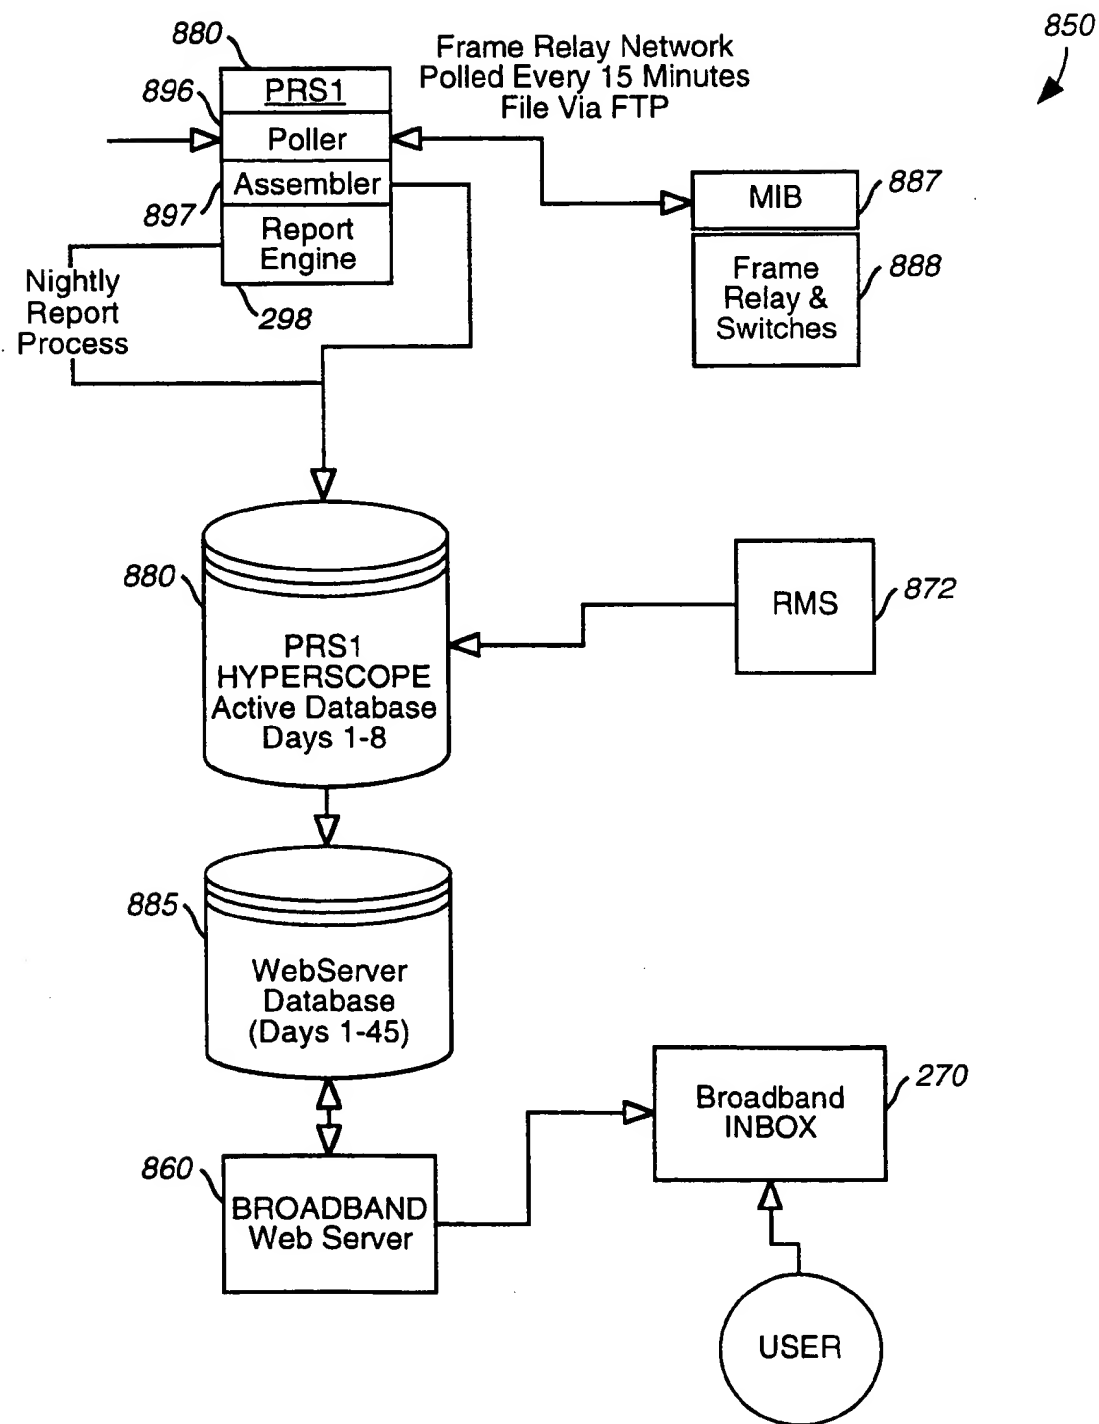 850
880
Frame Relay Network
Polled Every 15 Minutes
File Via FTP
PRS1
896
Poller
Assembler
897
Report
Engine
298
Nightly
Report
Process
MIB
887
Frame
Relay &
Switches
888
880
PRS1
HYPERSCOPE
Active Database
Days 1-8
RMS
872
885
WebServer
Database
(Days 1-45)
860
BROADBAND
Web Server
Broadband
INBOX
270
USER